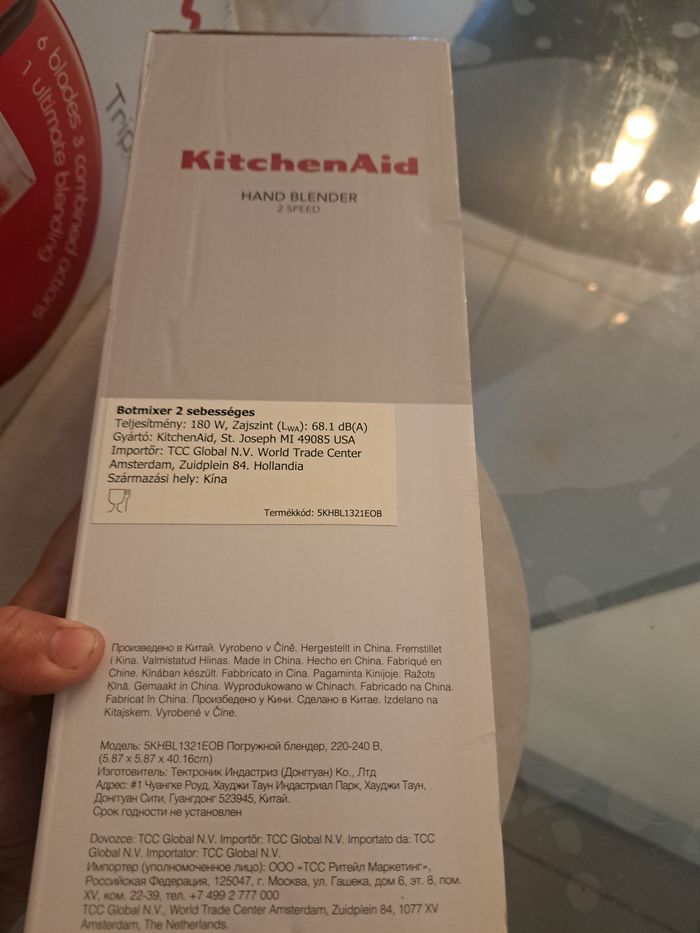 6 blades 3 combined actions
1 ultimate blending
Trip
KitchenAid
HAND BLENDER
2 SPEED
Botmixer 2 sebességes
Teljesítmény: 180 W, Zajszint (LWA): 68.1 dB(A)
Gyártó: KitchenAid, St. Joseph MI 49085 USA
Importőr: TCC Global N.V. World Trade Center
Amsterdam, Zuidplein 84. Hollandia
Származási hely: Kína
Termékkód: 5KHBL1321EOB
Произведено в Китай. Vyrobeno v Číně. Hergestellt in China. Fremstillet
i Kina. Valmistatud Hiinas. Made in China. Hecho en China. Fabriqué en
Chine. Kínában készült. Fabbricato in Cina. Pagaminta Kinijoje. Ražots
Ķīnā. Gemaakt in China. Wyprodukowano w Chinach. Fabricado na China.
Fabricat în China. Произведено у Кини. Сделано в Китае. Izdelano na
Kitajskem. Vyrobené v Číne.
Модель: 5KHBL1321EOB Погружной блендер, 220-240 В,
(5.87 x 5.87 x 40.16cm)
Изготовитель: Тектроник Индастриз (Донггуан) Ко., Лтд
Адрес: #1 Чуангке Роуд, Хауджи Таун Индастриал Парк, Хауджи Таун,
Донггуан Сити, Гуангдонг 523945, Китай.
Срок годности не установлен
Dovozce: TCC Global N.V. Importőr: TCC Global N.V. Importato da: TCC
Global N.V. Importator: TCC Global N.V.
Импортер (уполномоченное лицо): ООО «ТСС Ритейл Маркетинг»,
Российская Федерация, 125047, г. Москва, ул. Гашека, дом 6, эт. 8, пом.
XV, ком. 22-39, тел. +7 499 2 777 000
TCC Global N.V., World Trade Center Amsterdam, Zuidplein 84, 1077 XV
Amsterdam, The Netherlands.